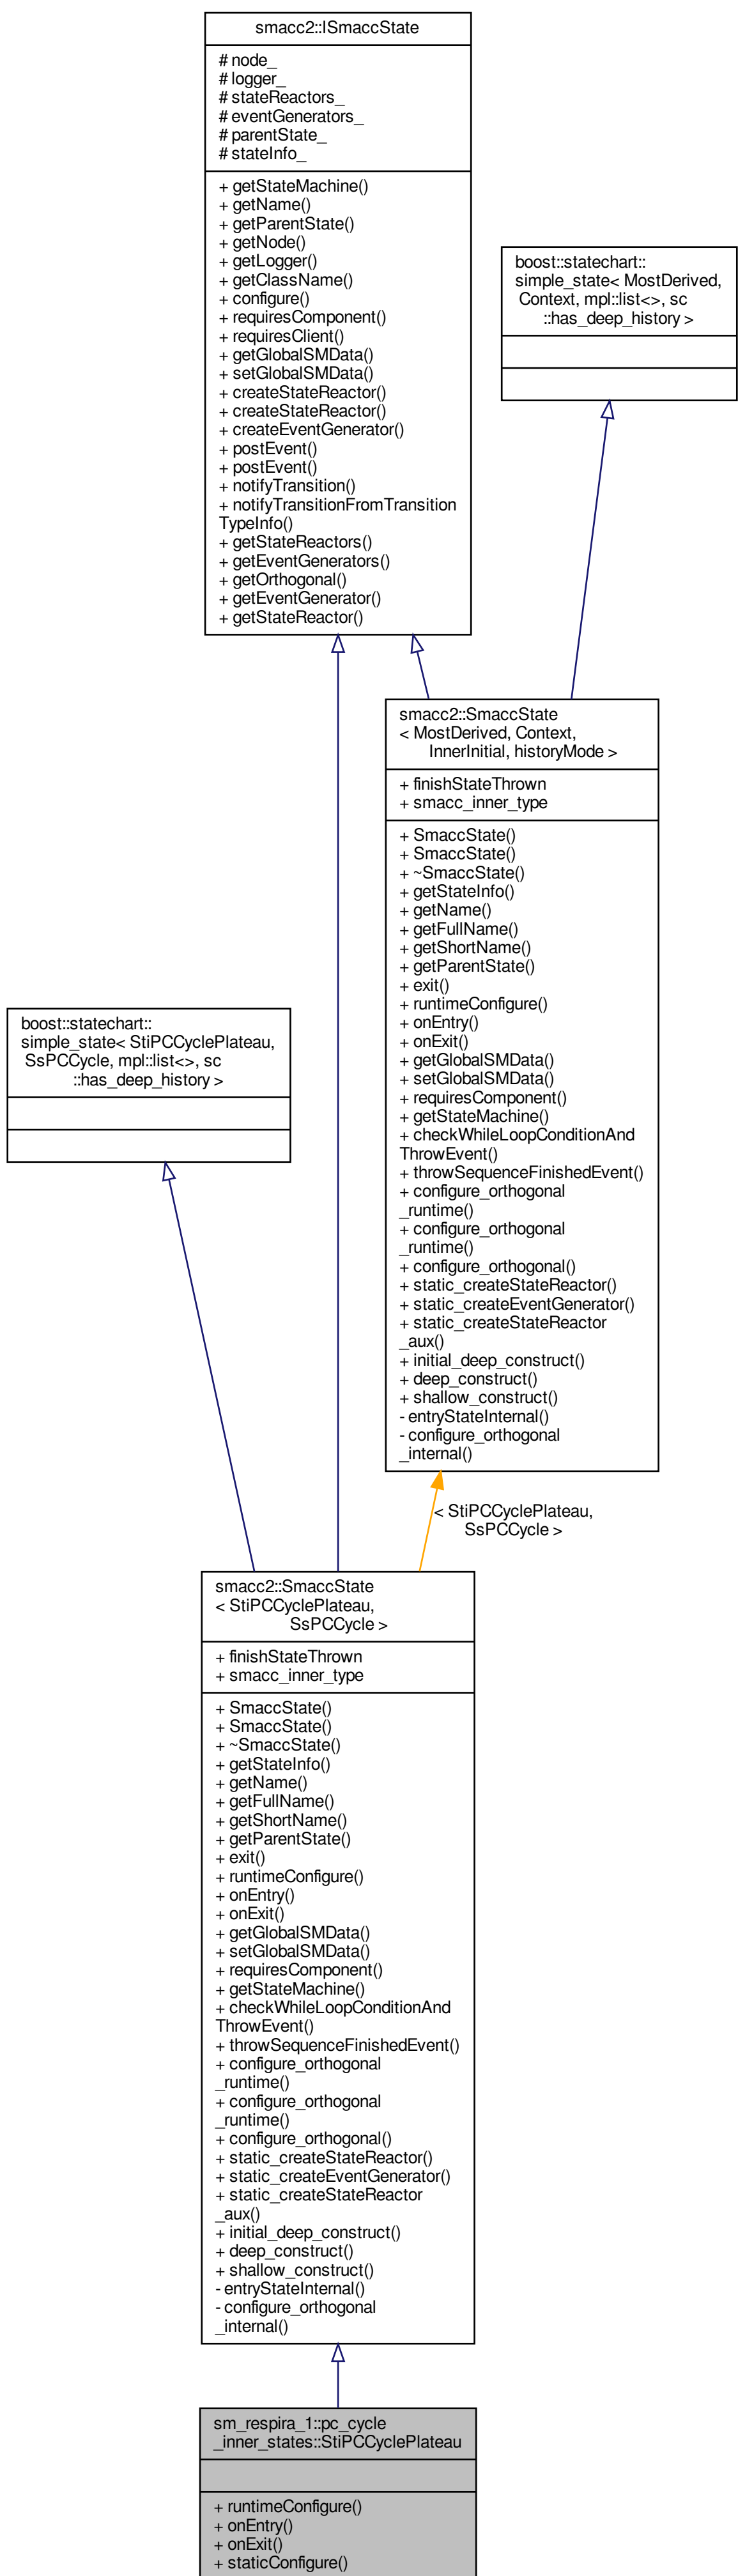 smacc2::ISmaccState
# node_
# logger_
# stateReactors_
# eventGenerators_
# parentState_
# stateInfo_
+ getStateMachine()
+ getName()
+ getParentState()
+ getNode()
+ getLogger()
+ getClassName()
+ configure()
+ requiresComponent()
+ requiresClient()
+ getGlobalSMData()
+ setGlobalSMData()
+ createStateReactor()
+ createStateReactor()
+ createEventGenerator()
+ postEvent()
+ postEvent()
+ notifyTransition()
+ notifyTransitionFromTransition
TypeInfo()
+ getStateReactors()
+ getEventGenerators()
+ getOrthogonal()
+ getEventGenerator()
+ getStateReactor()
boost::statechart::
simple_state< MostDerived,
Context, mpl::list<>, sc
::has_deep_history >
smacc2::SmaccState
< MostDerived, Context,
InnerInitial, historyMode >
+ finishStateThrown
+ smacc_inner_type
+ SmaccState()
+ SmaccState()
+ ~SmaccState()
+ getStateInfo()
+ getName()
+ getFullName()
+ getShortName()
+ getParentState()
+ exit()
+ runtimeConfigure()
+ onEntry()
+ onExit()
+ getGlobalSMData()
+ setGlobalSMData()
+ requiresComponent()
+ getStateMachine()
+ checkWhileLoopConditionAnd
ThrowEvent()
+ throwSequenceFinishedEvent()
+ configure_orthogonal
_runtime()
+ configure_orthogonal
_runtime()
+ configure_orthogonal()
+ static_createStateReactor()
+ static_createEventGenerator()
+ static_createStateReactor
_aux()
+ initial_deep_construct()
+ deep_construct()
+ shallow_construct()
- entryStateInternal()
- configure_orthogonal
_internal()
boost::statechart::
simple_state< StiPCCyclePlateau,
SsPCCycle, mpl::list<>, sc
::has_deep_history >
< StiPCCyclePlateau,
SsPCCycle >
smacc2::SmaccState
< StiPCCyclePlateau,
SsPCCycle >
+ finishStateThrown
+ smacc_inner_type
+ SmaccState()
+ SmaccState()
+ ~SmaccState()
+ getStateInfo()
+ getName()
+ getFullName()
+ getShortName()
+ getParentState()
+ exit()
+ runtimeConfigure()
+ onEntry()
+ onExit()
+ getGlobalSMData()
+ setGlobalSMData()
+ requiresComponent()
+ getStateMachine()
+ checkWhileLoopConditionAnd
ThrowEvent()
+ throwSequenceFinishedEvent()
+ configure_orthogonal
_runtime()
+ configure_orthogonal
_runtime()
+ configure_orthogonal()
+ static_createStateReactor()
+ static_createEventGenerator()
+ static_createStateReactor
_aux()
+ initial_deep_construct()
+ deep_construct()
+ shallow_construct()
- entryStateInternal()
- configure_orthogonal
_internal()
sm_respira_1::pc_cycle
_inner_states::StiPCCyclePlateau
+ runtimeConfigure()
+ onEntry()
+ onExit()
+ staticConfigure()